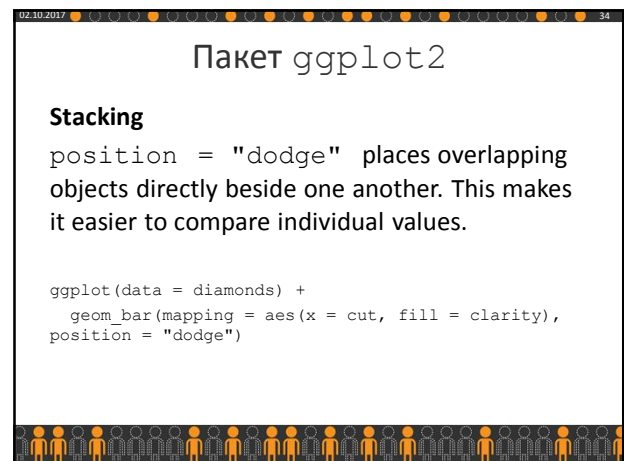 02.10.2017
34
Пакет ggplot2
Stacking
position = "dodge" places overlapping
objects directly beside one another. This makes
it easier to compare individual values.
ggplot(data = diamonds) +
geom_bar(mapping = aes(x = cut, fill = clarity),
position = "dodge")